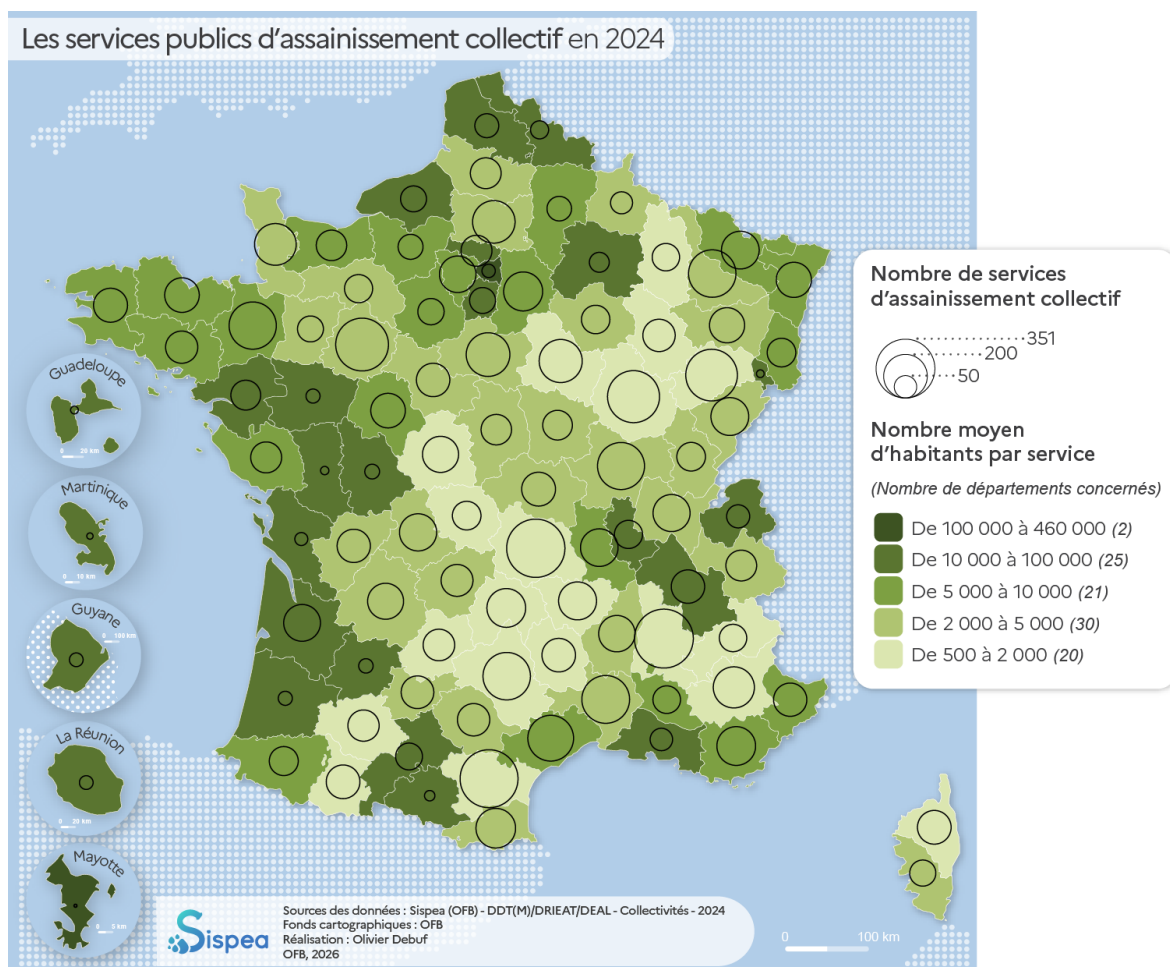 Les services publics d’assainissement collectif en 2024
Guadeloupe
0 20 km
Martinique
0 10 km
Guyane
0 100 km
La Réunion
0 20 km
Mayotte
0 5 km
Nombre de services
d’assainissement collectif
351
200
50
Nombre moyen
d’habitants par service
(Nombre de départements concernés)
De 100 000 à 460 000 (2)
De 10 000 à 100 000 (25)
De 5 000 à 10 000 (21)
De 2 000 à 5 000 (30)
De 500 à 2 000 (20)
Sispea
Sources des données : Sispea (OFB) - DDT(M)/DRIEAT/DEAL - Collectivités - 2024
Fonds cartographiques : OFB
Réalisation : Olivier Debuf
OFB, 2026
0 100 km